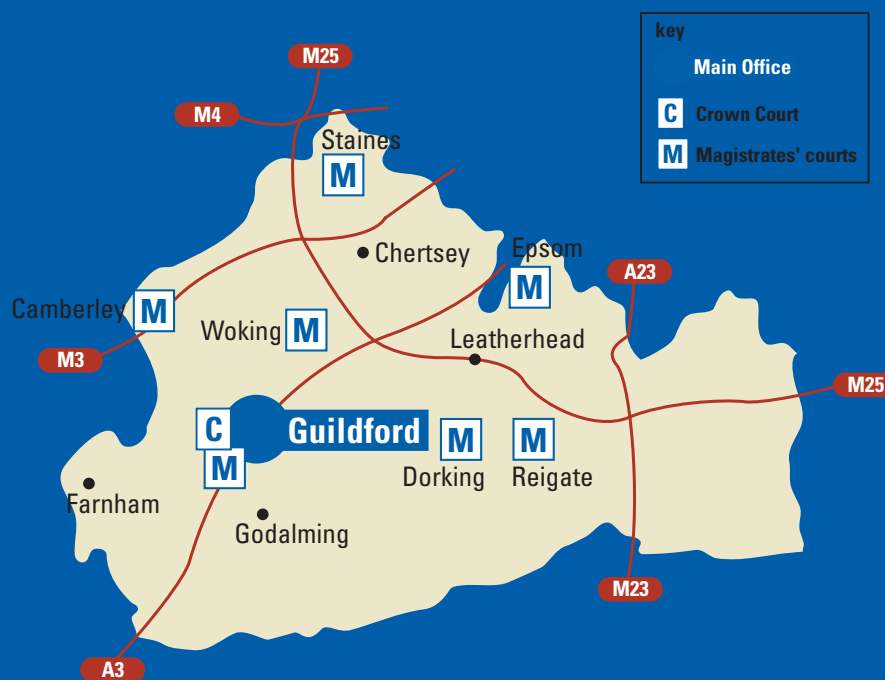 key
M25
Main Office
M4
C Crown Court
Staines
M Magistrates' courts
M
Chertsey
Epsom
A23
M
Camberley M
Woking M
Leatherhead
M3
M25
C
Guildford
M
M
M
Dorking
Reigate
Farnham
Godalming
M23
A3